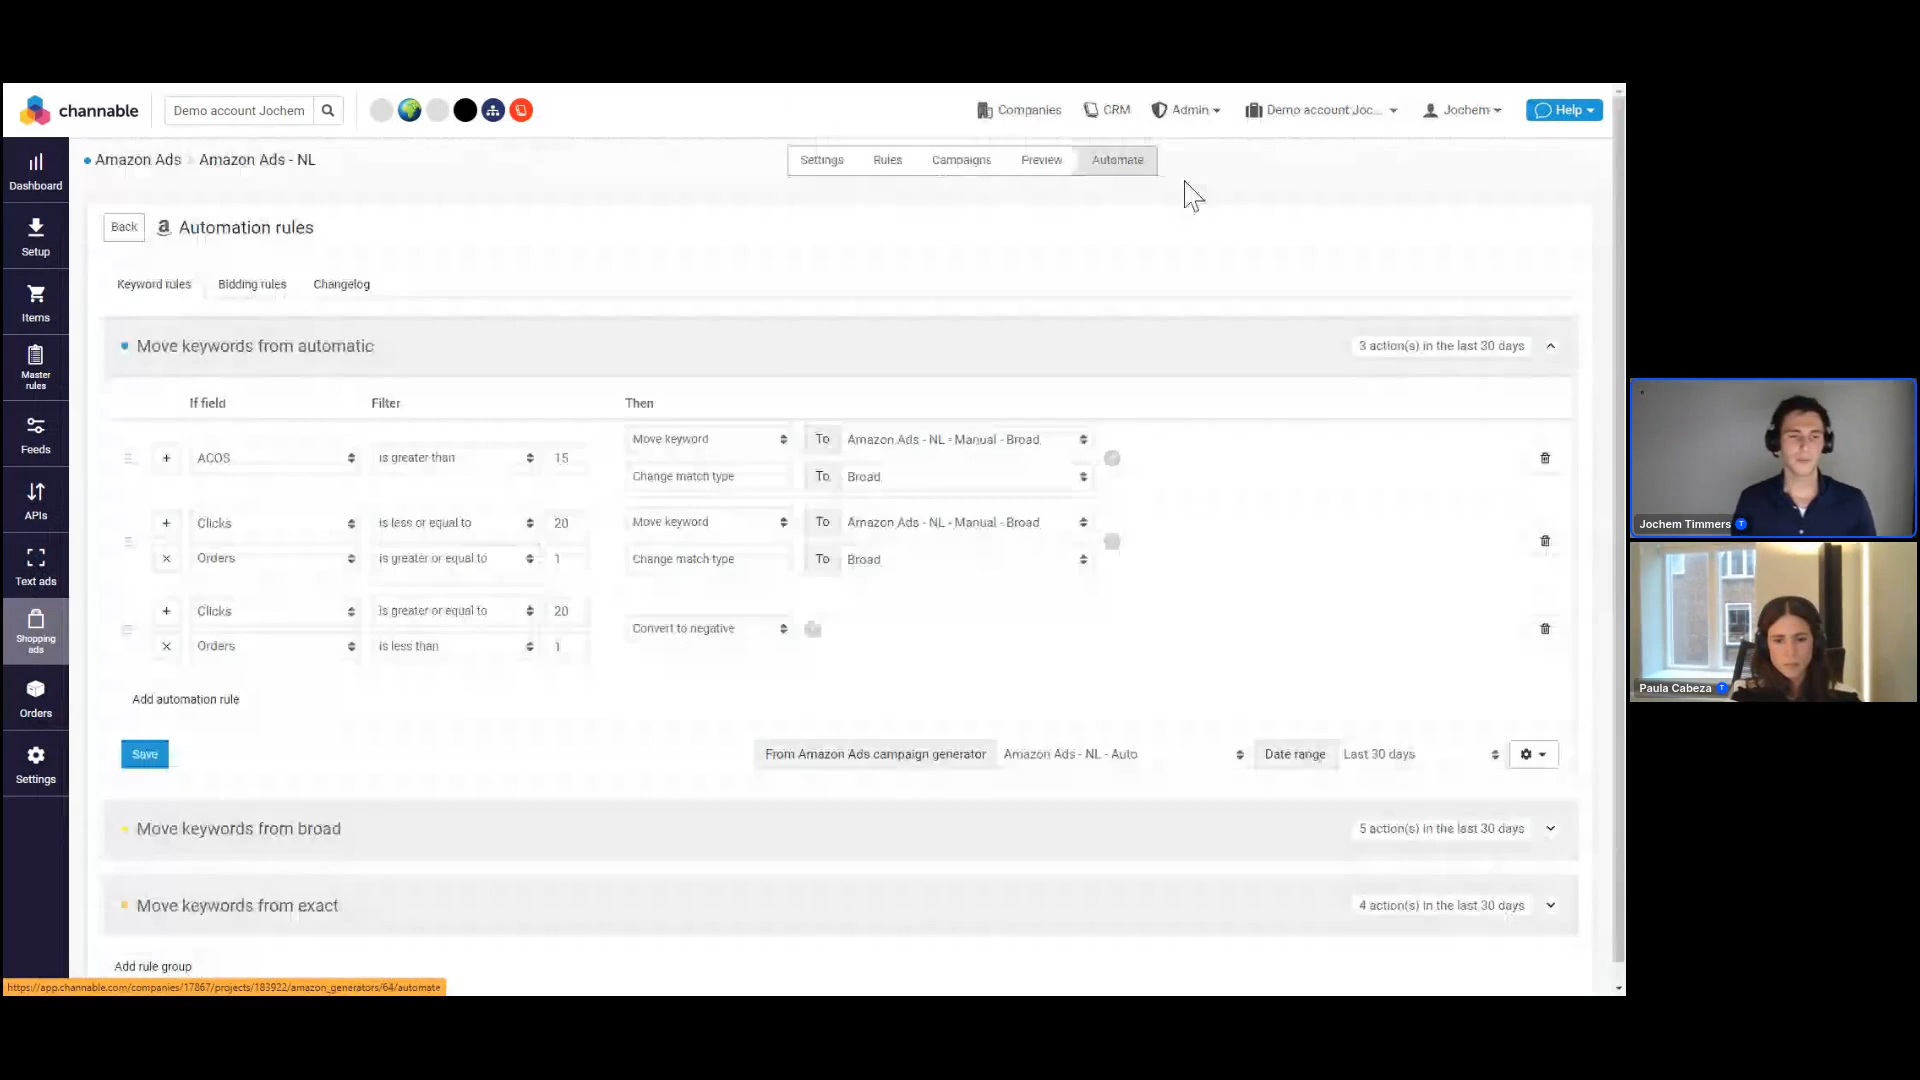 channable
Demo account Jochem
Companies
CRM
Admin
Demo account Joc...
Jochem
Help
Amazon Ads
Amazon Ads - NL
Settings
Rules
Campaigns
Preview
Automate
Dashboard
Setup
Items
Master rules
Feeds
APIs
Text ads
Shopping ads
Orders
Settings
Back
a Automation rules
Keyword rules
Bidding rules
Changelog
Move keywords from automatic
3 action(s) in the last 30 days
If field
Filter
Then
+ ACOS is greater than 15
Move keyword To Amazon Ads - NL - Manual - Broad
Change match type To Broad
+ Clicks is less or equal to 20
Move keyword To Amazon Ads - NL - Manual - Broad
× Orders is greater or equal to 1
Change match type To Broad
+ Clicks is greater or equal to 20
Convert to negative
× Orders is less than 1
Add automation rule
Save
From Amazon Ads campaign generator
Amazon Ads - NL - Auto
Date range
Last 30 days
Move keywords from broad
5 action(s) in the last 30 days
Move keywords from exact
4 action(s) in the last 30 days
Add rule group
https://app.channable.com/companies/17867/projects/183922/amazon_generators/64/automate
Jochem Timmers
Paula Cabeza